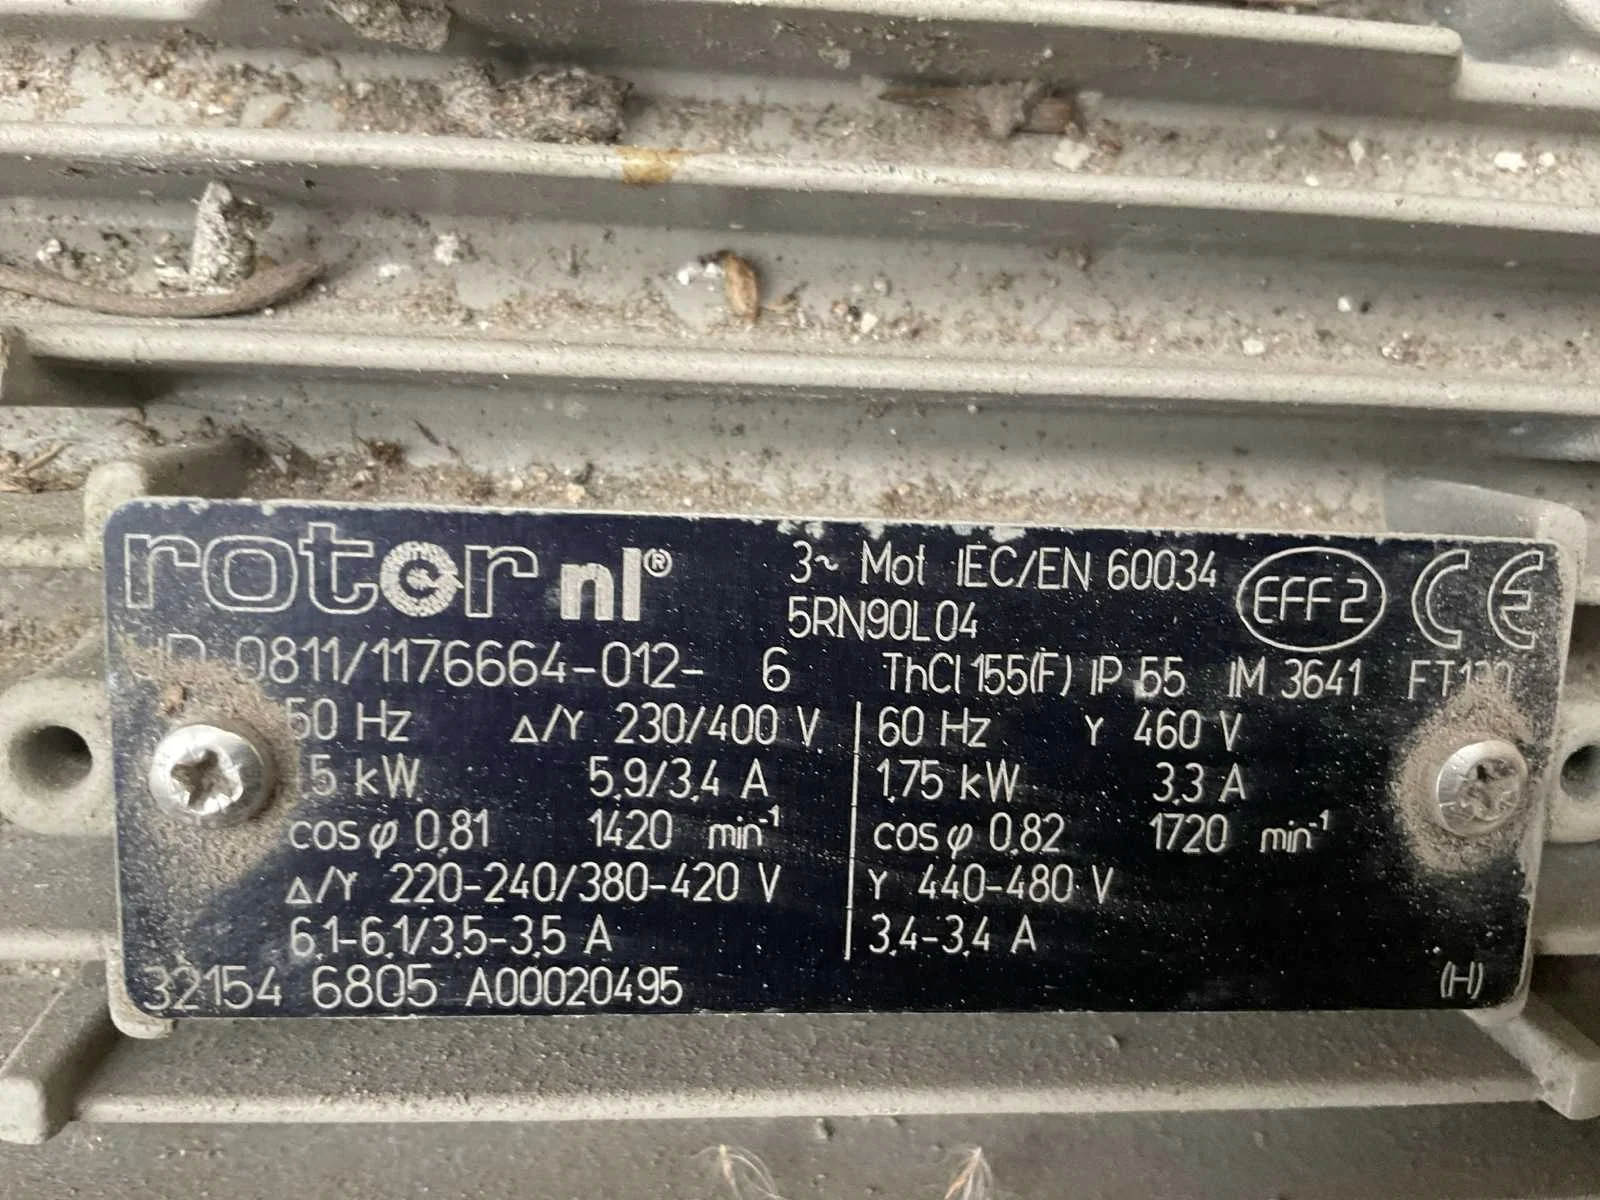 rotor nl®
3~ Mot IEC/EN 60034
EFF2
CE
5RN90L04
0811/1176664-012- 6 ThCl 155(F) IP 55 IM 3641
50 Hz Δ/Y 230/400 V
kW 5,9/3,4 A
cos φ 0,81 1420 min-1
Δ/Y 220-240/380-420 V
6,1-6,1/3,5-3,5 A
60 Hz Y 460 V
1,75 kW 3,3 A
cos φ 0,82 1720 min-1
Y 440-480 V
3,4-3,4 A
32154 6805 A00020495
(H)